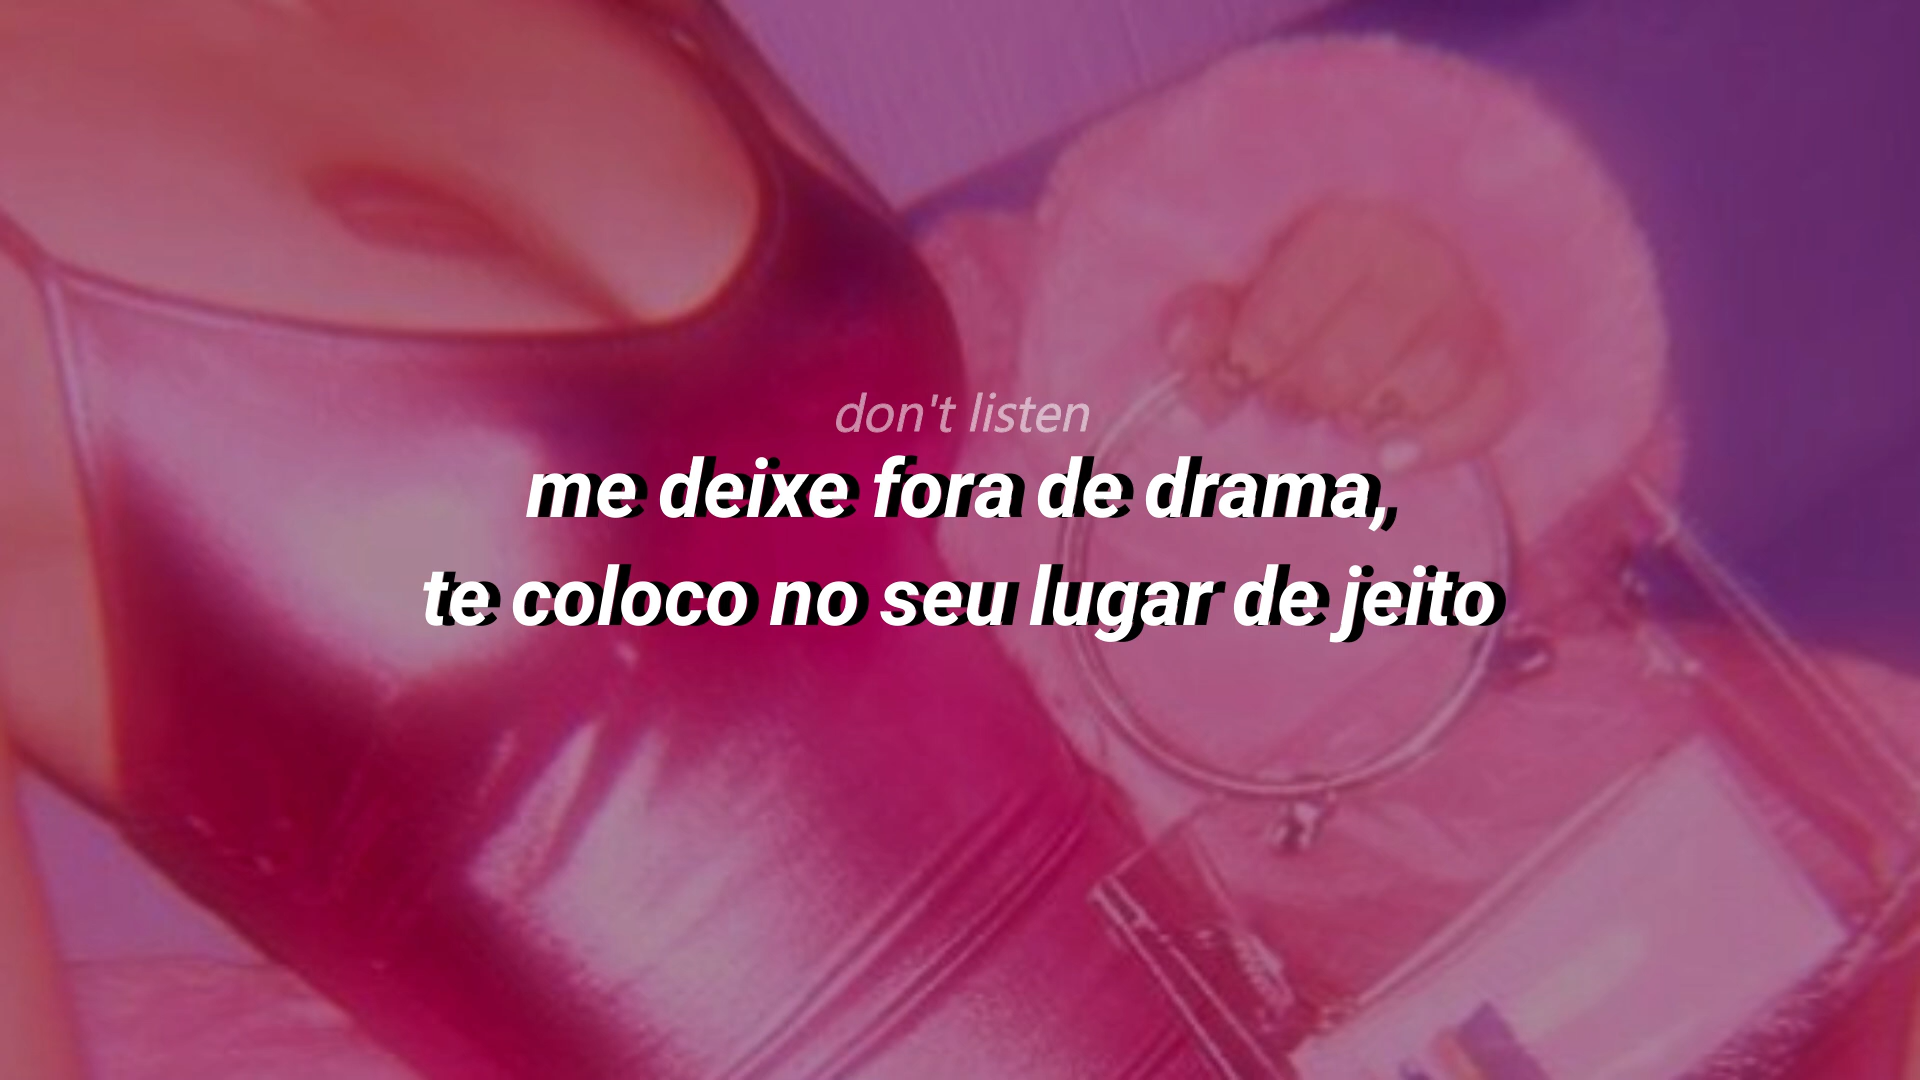 don't listen
me deixe fora de drama,
te coloco no seu lugar de jeito